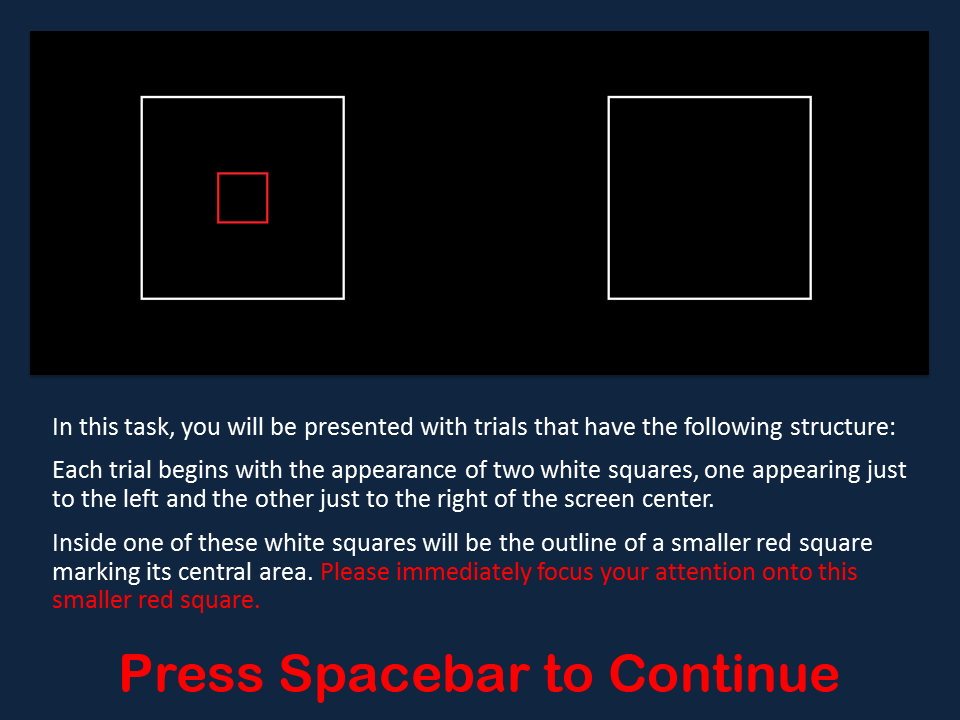 In this task, you will be presented with trials that have the following structure:
Each trial begins with the appearance of two white squares, one appearing just
to the left and the other just to the right of the screen center.
Inside one of these white squares will be the outline of a smaller red square
marking its central area. Please immediately focus your attention onto this
smaller red square.
Press Spacebar to Continue